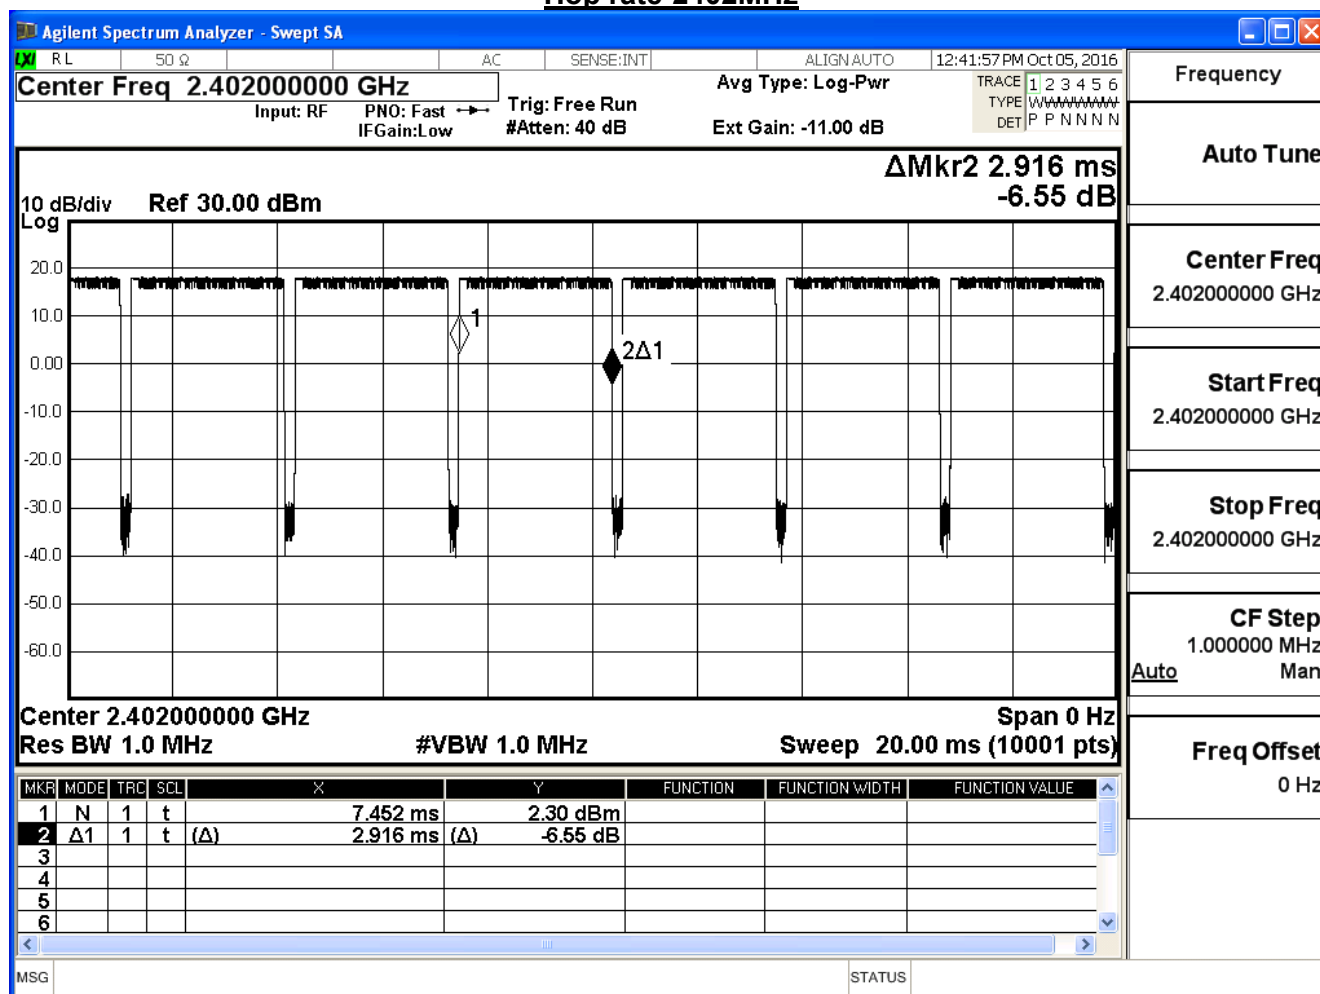 Hop rate 2402MHz
Agilent Spectrum Analyzer - Swept SA
LXI RL 50 Ω AC SENSE:INT ALIGN AUTO 12:41:57 PM Oct 05, 2016
Center Freq 2.402000000 GHz
Input: RF PNO: Fast Trig: Free Run
IFGain:Low #Atten: 40 dB
Avg Type: Log-Pwr
Ext Gain: -11.00 dB
TRACE 1 2 3 4 5 6
TYPE WWWWWW
DET P P N N N N
ΔMkr2 2.916 ms
-6.55 dB
10 dB/div Ref 30.00 dBm
Log
20.0
10.0
0.00
-10.0
-20.0
-30.0
-40.0
-50.0
-60.0
1
2Δ1
Center 2.402000000 GHz Span 0 Hz
Res BW 1.0 MHz #VBW 1.0 MHz Sweep 20.00 ms (10001 pts)
MKR MODE TRC SCL X Y FUNCTION FUNCTION WIDTH FUNCTION VALUE
1 N 1 t 7.452 ms 2.30 dBm
2 Δ1 1 t (Δ) 2.916 ms (Δ) -6.55 dB
3
4
5
6
MSG STATUS
Frequency
Auto Tune
Center Freq
2.402000000 GHz
Start Freq
2.402000000 GHz
Stop Freq
2.402000000 GHz
CF Step
1.000000 MHz
Auto Man
Freq Offset
0 Hz